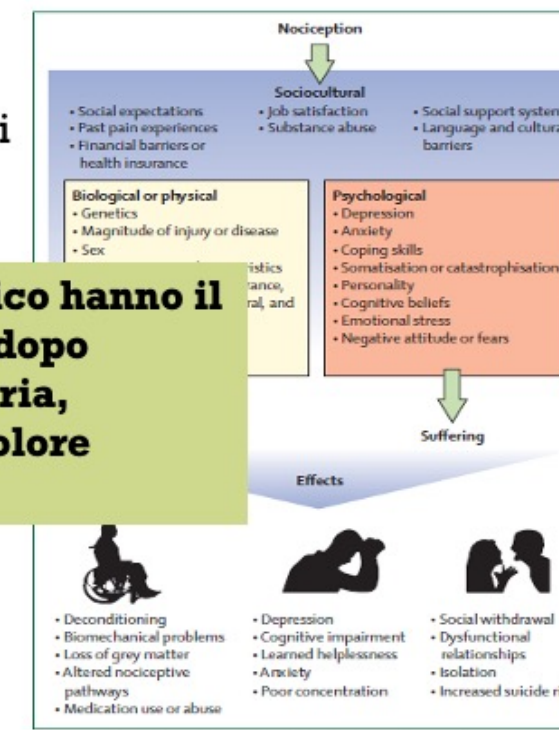 i
Nociception
Sociocultural
• Social expectations
• Past pain experiences
• Financial barriers or
health insurance
• Job satisfaction
• Substance abuse
• Social support system
• Language and cultura
barriers
Biological or physical
• Genetics
• Magnitude of injury or disease
• Sex
ristics
rance,
ral, and
Psychological
• Depression
• Anxiety
• Coping skills
• Somatisation or catastrophisation
• Personality
• Cognitive beliefs
• Emotional stress
• Negative attitude or fears
ico hanno il
dopo
ria,
olore
Suffering
Effects
• Deconditioning
• Biomechanical problems
• Loss of grey matter
• Altered nociceptive
pathways
• Medication use or abuse
• Depression
• Cognitive impairment
• Learned helplessness
• Anxiety
• Poor concentration
• Social withdrawal
• Dysfunctional
relationships
• Isolation
• Increased suicide ri